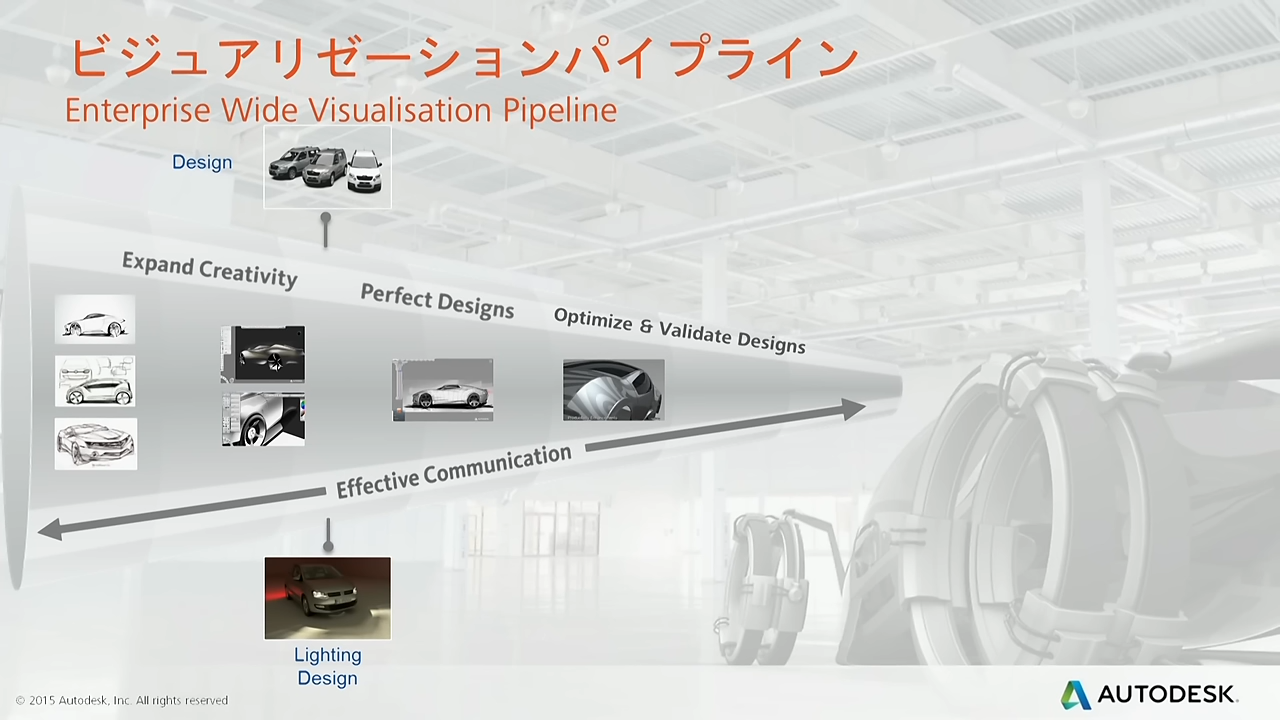 ビジュアリゼーションパイプライン
Enterprise Wide Visualisation Pipeline
Design
Expand Creativity
Perfect Designs
Optimize & Validate Designs
Effective Communication
Lighting
Design
© 2015 Autodesk, Inc. All rights reserved
AUTODESK.